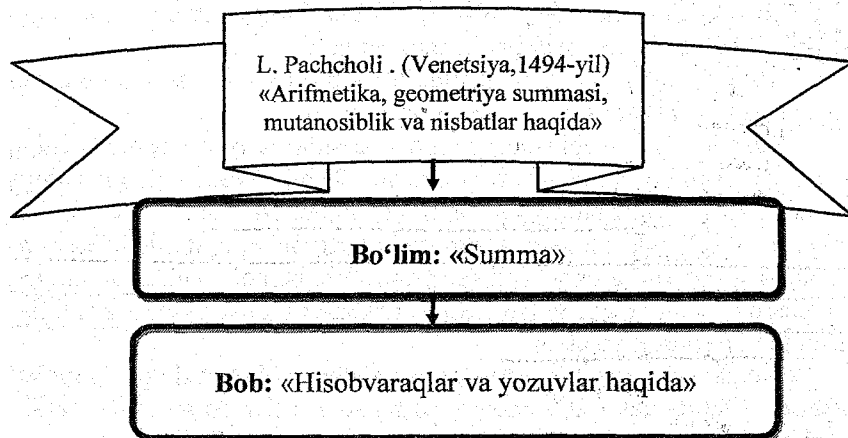 L. Pachcholi . (Venetsiya,1494-yil)
«Arifmetika, geometriya summasi,
mutanosiblik va nisbatlar haqida»
Bo‘lim: «Summa»
Bob: «Hisobvaraqlar va yozuvlar haqida»